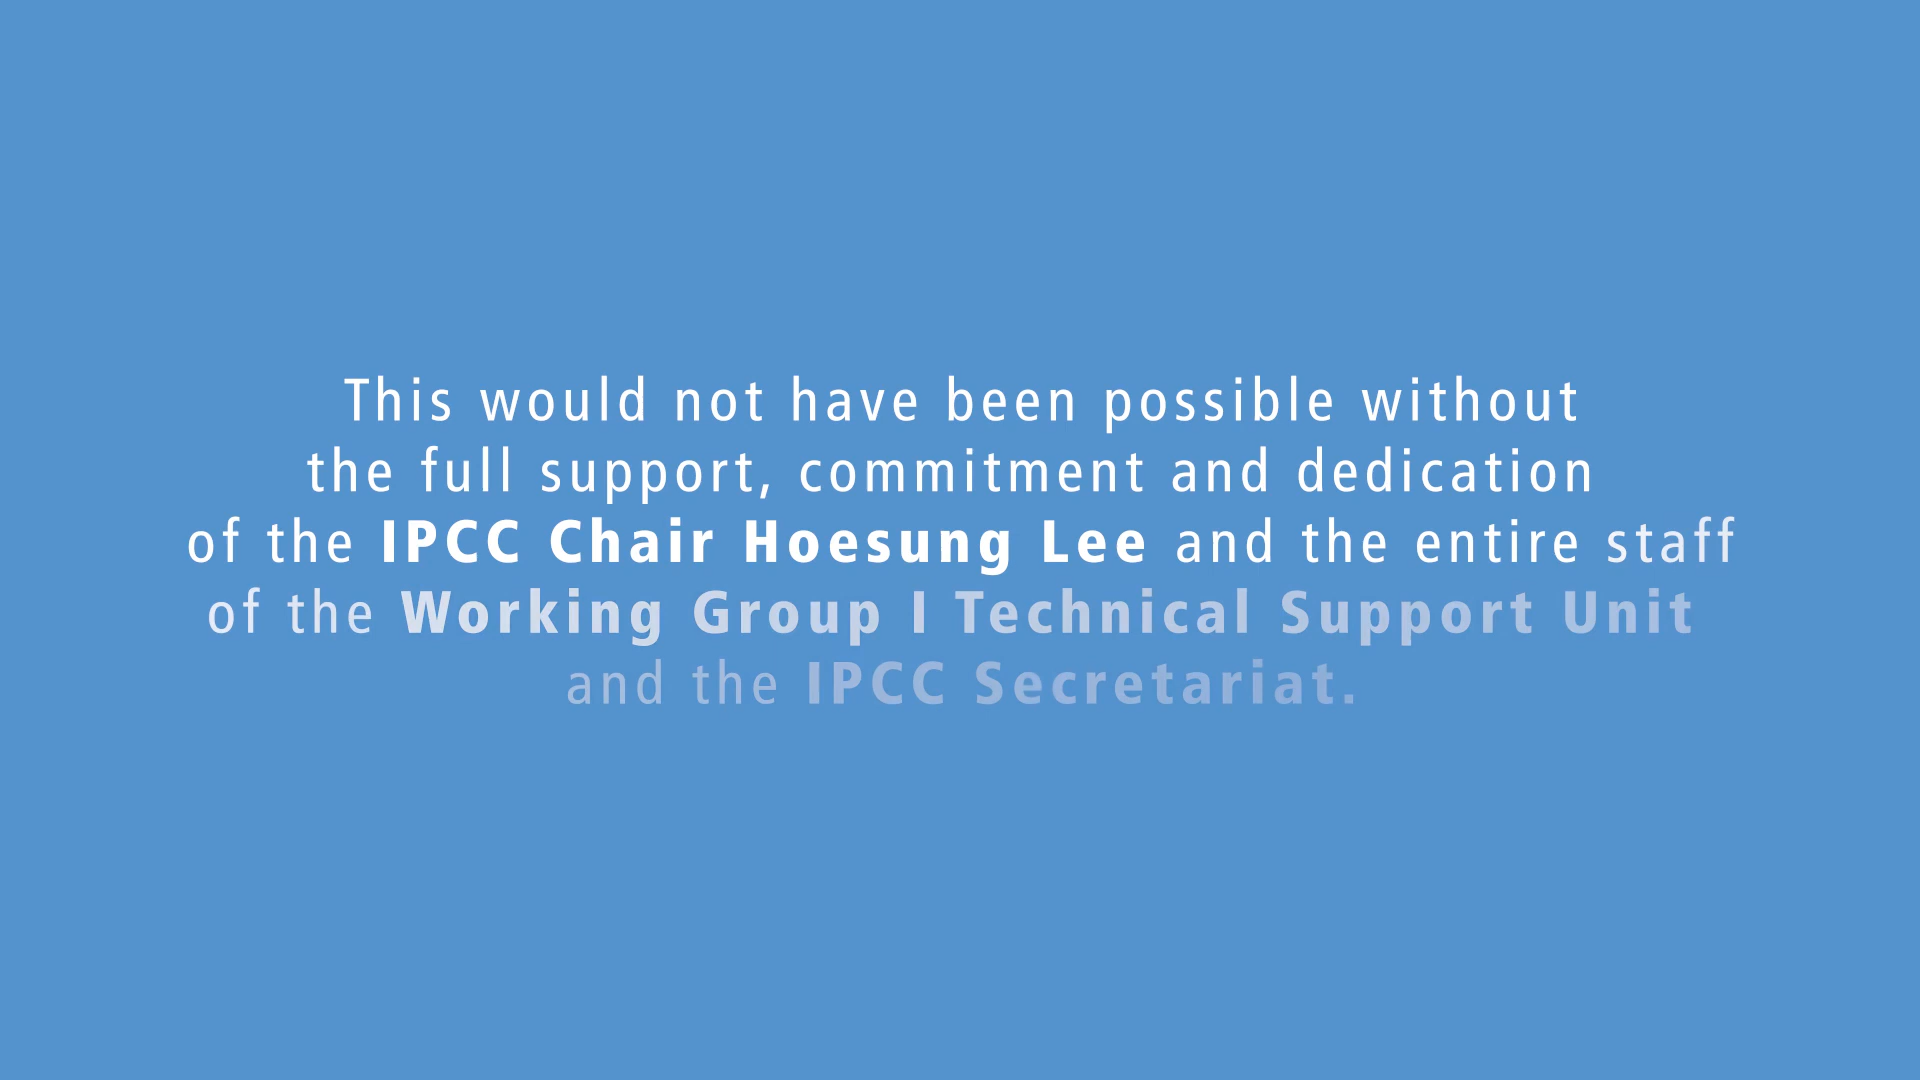 This would not have been possible without
the full support, commitment and dedication
of the IPCC Chair Hoesung Lee and the entire staff
of the Working Group I Technical Support Unit
and the IPCC Secretariat.